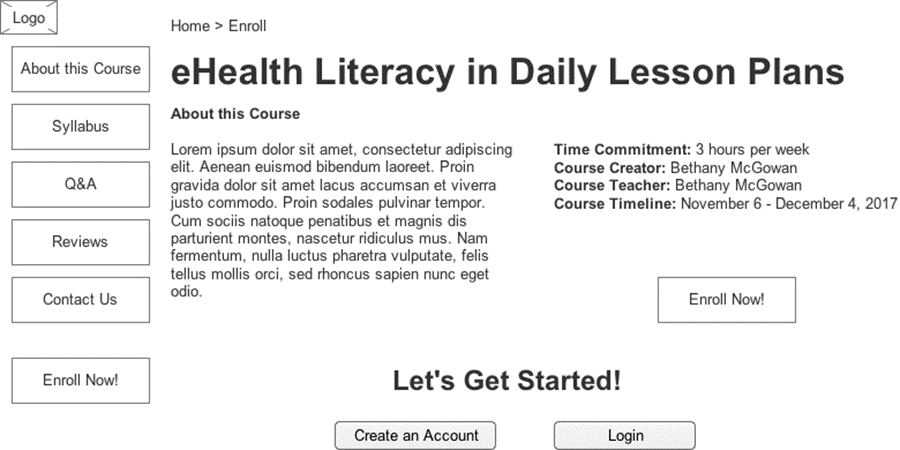 Logo
Home > Enroll
About this Course
Syllabus
Q&A
Reviews
Contact Us
Enroll Now!
eHealth Literacy in Daily Lesson Plans
About this Course
Lorem ipsum dolor sit amet, consectetur adipiscing
elit. Aenean euismod bibendum laoreet. Proin
gravida dolor sit amet lacus accumsan et viverra
justo commodo. Proin sodales pulvinar tempor.
Cum sociis natoque penatibus et magnis dis
parturient montes, nascetur ridiculus mus. Nam
fermentum, nulla luctus pharetra vulputate, felis
tellus mollis orci, sed rhoncus sapien nunc eget
odio.
Time Commitment: 3 hours per week
Course Creator: Bethany McGowan
Course Teacher: Bethany McGowan
Course Timeline: November 6 - December 4, 2017
Enroll Now!
Let's Get Started!
Create an Account
Login